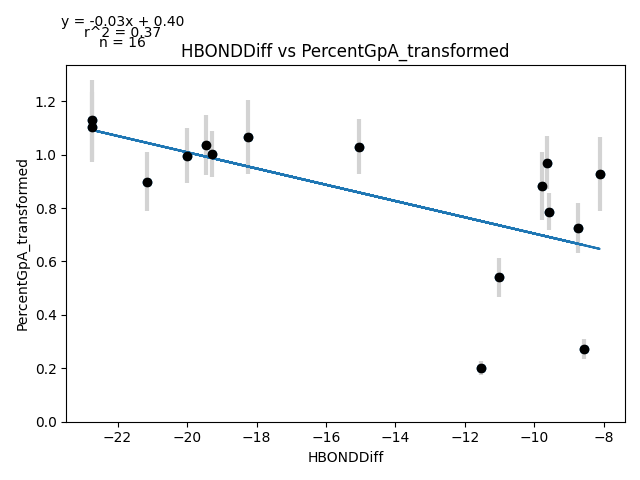 y = -0.03x + 0.40
r^2 = 0.37
n = 16
HBONDDiff vs PercentGpA_transformed
PercentGpA_transformed
1.2
1.0
0.8
0.6
0.4
0.2
0.0
−22 −20 −18 −16 −14 −12 −10 −8
HBONDDiff